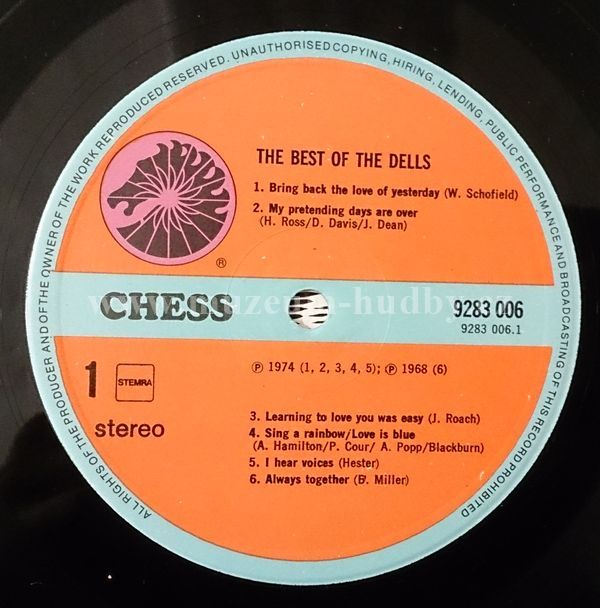 ALL RIGHTS OF THE PRODUCER AND OF THE OWNER OF THE WORK REPRODUCED RESERVED. UNAUTHORISED COPYING, HIRING, LENDING, PUBLIC PERFORMANCE AND BROADCASTING OF THIS RECORD PROHIBITED
THE BEST OF THE DELLS
1. Bring back the love of yesterday (W. Schofield)
2. My pretending days are over
(H. Ross/D. Davis/J. Dean)
®
CHESS
9283 006
9283 006.1
1 STEMRA
stereo
℗ 1974 (1, 2, 3, 4, 5); ℗ 1968 (6)
3. Learning to love you was easy (J. Roach)
4. Sing a rainbow/Love is blue
(A. Hamilton/P. Cour/ A. Popp/Blackburn)
5. I hear voices (Hester)
6. Always together (B. Miller)